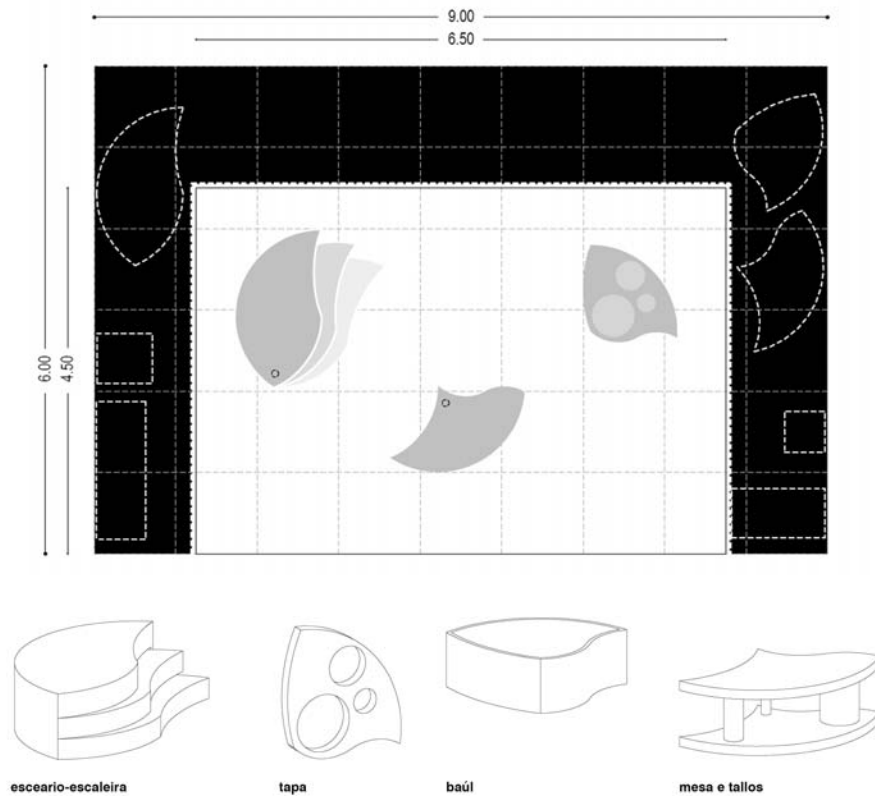 9.00
6.50
6.00
4.50
esceario-escaleira
tapa
baúl
mesa e tallos